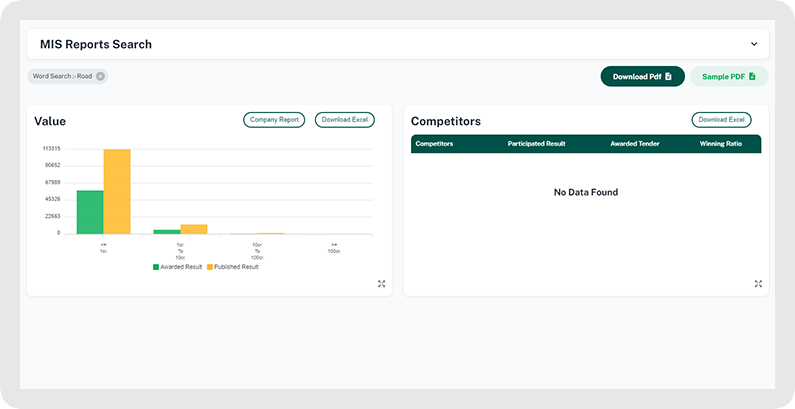 MIS Reports Search
Word Search :- Road
Download Pdf
Sample PDF
Value
Company Report
Download Excel
113315
90652
67989
45326
22663
0
<=
1cr.
1cr.
To
10cr.
10cr.
To
100cr.
>=
100cr.
Awarded Result
Published Result
Competitors
Download Excel
Competitors Participated Result Awarded Tender Winning Ratio
No Data Found